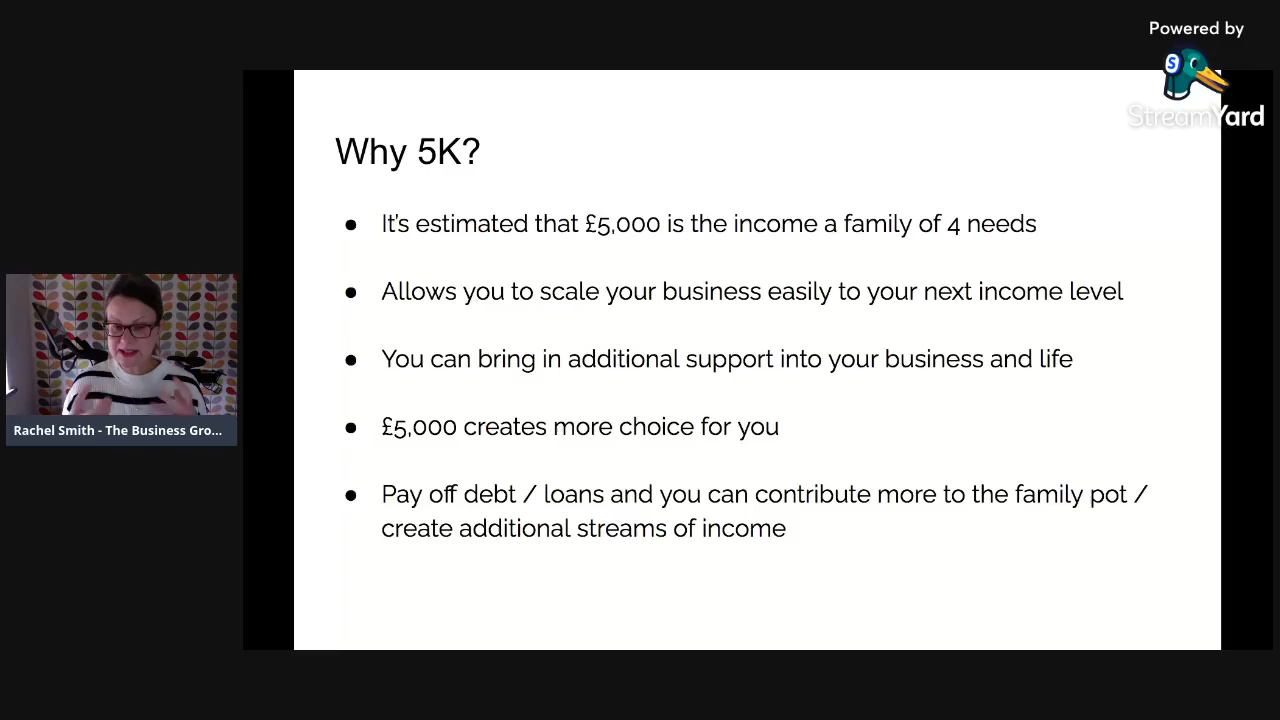 Powered by
StreamYard
Why 5K?
● It's estimated that £5,000 is the income a family of 4 needs
● Allows you to scale your business easily to your next income level
● You can bring in additional support into your business and life
● £5,000 creates more choice for you
● Pay off debt / loans and you can contribute more to the family pot /
create additional streams of income
Rachel Smith - The Business Gro...